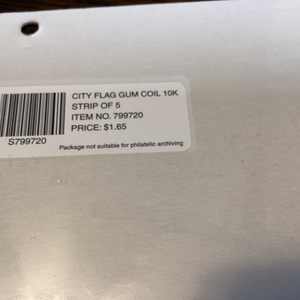 CITY FLAG GUM COIL 10K
STRIP OF 5
ITEM NO. 799720
PRICE: $1.65
S799720
Package not suitable for philatelic archiving